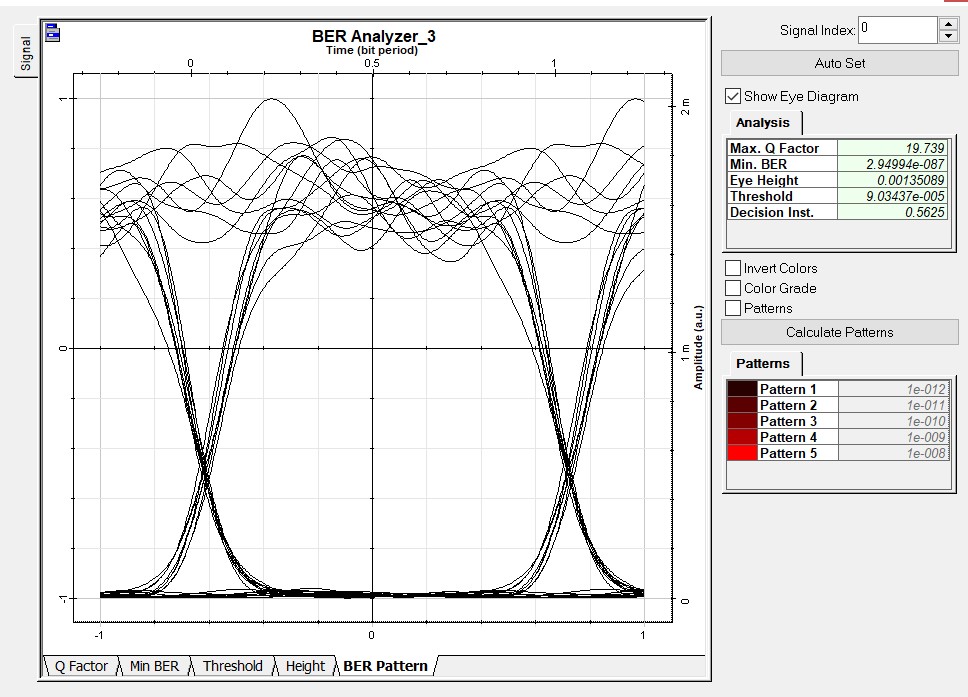 Signal
BER Analyzer_3
Time (bit period)
0 0.5 1
1
0
-1
-1 0 1
2 m
1 m
0
Amplitude (a.u.)
Q Factor Min BER Threshold Height BER Pattern
Signal Index: 0
Auto Set
Show Eye Diagram
Analysis
Max. Q Factor 19.739
Min. BER 2.94994e-087
Eye Height 0.00135089
Threshold 9.03437e-005
Decision Inst. 0.5625
Invert Colors
Color Grade
Patterns
Calculate Patterns
Patterns
Pattern 1 1e-012
Pattern 2 1e-011
Pattern 3 1e-010
Pattern 4 1e-009
Pattern 5 1e-008